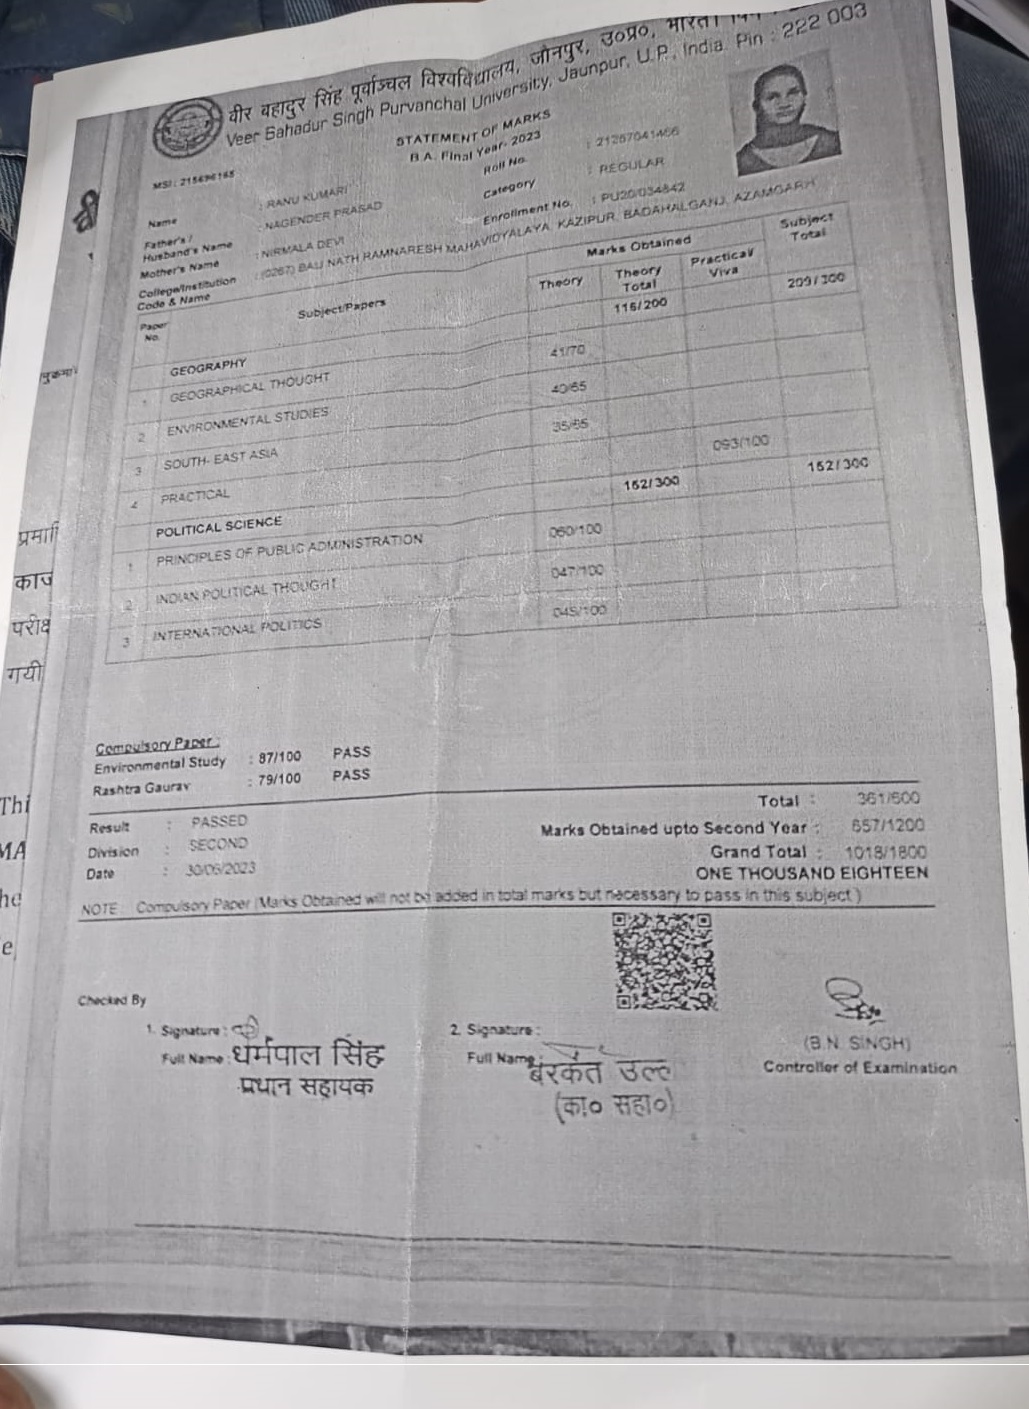 वीर बहादुर सिंह पूर्वाञ्चल विश्वविद्यालय, जौनपुर, उ०प्र०, भारत।
Veer Bahadur Singh Purvanchal University, Jaunpur, U.P., India. Pin : 222 003
STATEMENT OF MARKS
B.A. Final Year, 2023
MSI : 215696165
Roll No. : 21267041466
Name : RANU KUMARI
Category : REGULAR
Father's / Husband's Name : NAGENDER PRASAD
Enrollment No. : PU20/034842
Mother's Name : NIRMALA DEVI
College/Institution Code & Name : (0267) BAIJ NATH RAMNARESH MAHAVIDYALAYA, KAZIPUR, BADAHALGANJ, AZAMGARH
Paper No. Subject/Papers Marks Obtained Subject Total
Theory Theory Total Practical/ Viva
GEOGRAPHY 116/200 209/300
1 GEOGRAPHICAL THOUGHT 41/70
2 ENVIRONMENTAL STUDIES 40/65
3 SOUTH- EAST ASIA 35/65
4 PRACTICAL 093/100
POLITICAL SCIENCE 152/300 152/300
1 PRINCIPLES OF PUBLIC ADMINISTRATION 060/100
2 INDIAN POLITICAL THOUGHT 047/100
3 INTERNATIONAL POLITICS 045/100
Compulsory Paper :
Environmental Study : 87/100 PASS
Rashtra Gaurav : 79/100 PASS
Total : 361/600
Result : PASSED
Marks Obtained upto Second Year : 657/1200
Division : SECOND
Grand Total : 1018/1800
Date : 30/06/2023
ONE THOUSAND EIGHTEEN
NOTE : Compulsory Paper (Marks Obtained will not be added in total marks but necessary to pass in this subject )
Checked By
1. Signature :
2. Signature :
Full Name : धर्मपाल सिंह
प्रधान सहायक
Full Name : बरकत उल्ल
(का० सहा०)
(B.N. SINGH)
Controller of Examination
गयी
Thi
MA
he